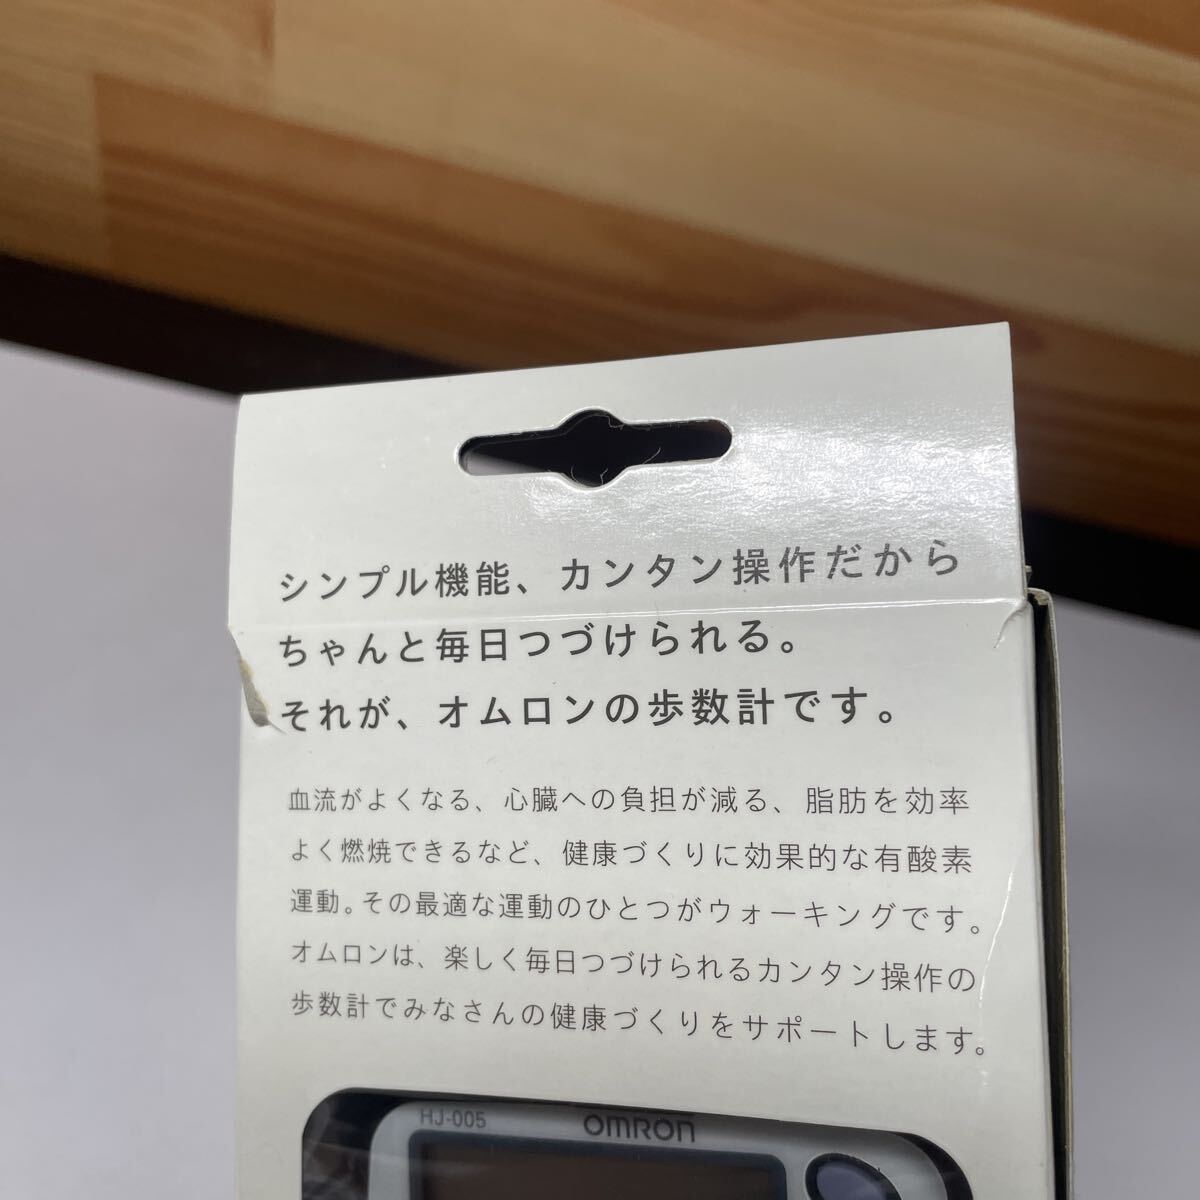 シンプル機能、カンタン操作だから
ちゃんと毎日つづけられる。
それが、オムロンの歩数計です。
血流がよくなる、心臓への負担が減る、脂肪を効率
よく燃焼できるなど、健康づくりに効果的な有酸素
運動。その最適な運動のひとつがウォーキングです。
オムロンは、楽しく毎日つづけられるカンタン操作の
歩数計でみなさんの健康づくりをサポートします。
HJ-005 OMRON